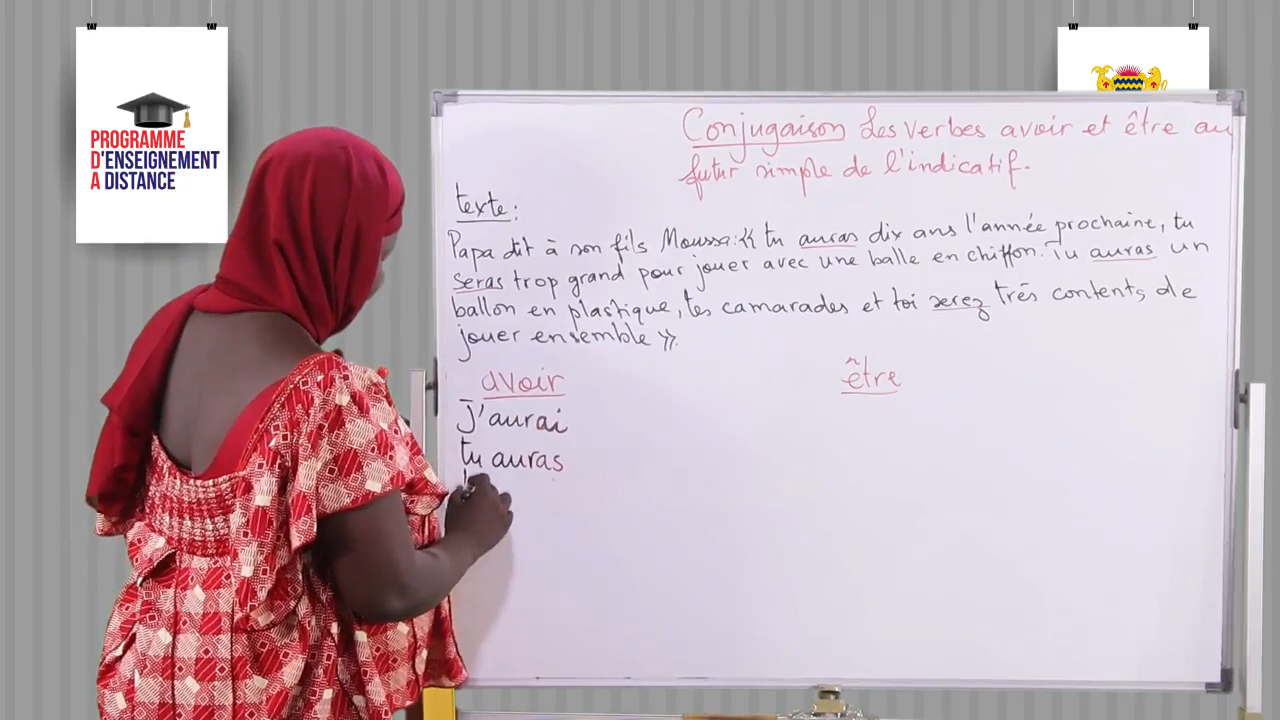 PROGRAMME
D'ENSEIGNEMENT
A DISTANCE
Conjugaison des verbes avoir et être au
futur simple de l'indicatif.
texte:
Papa dit à son fils Moussa: « tu auras dix ans l'année prochaine, tu
seras trop grand pour jouer avec une balle en chiffon. Tu auras un
ballon en plastique, tes camarades et toi serez très contents de
jouer ensemble ».
avoir
être
j'aurai
tu auras